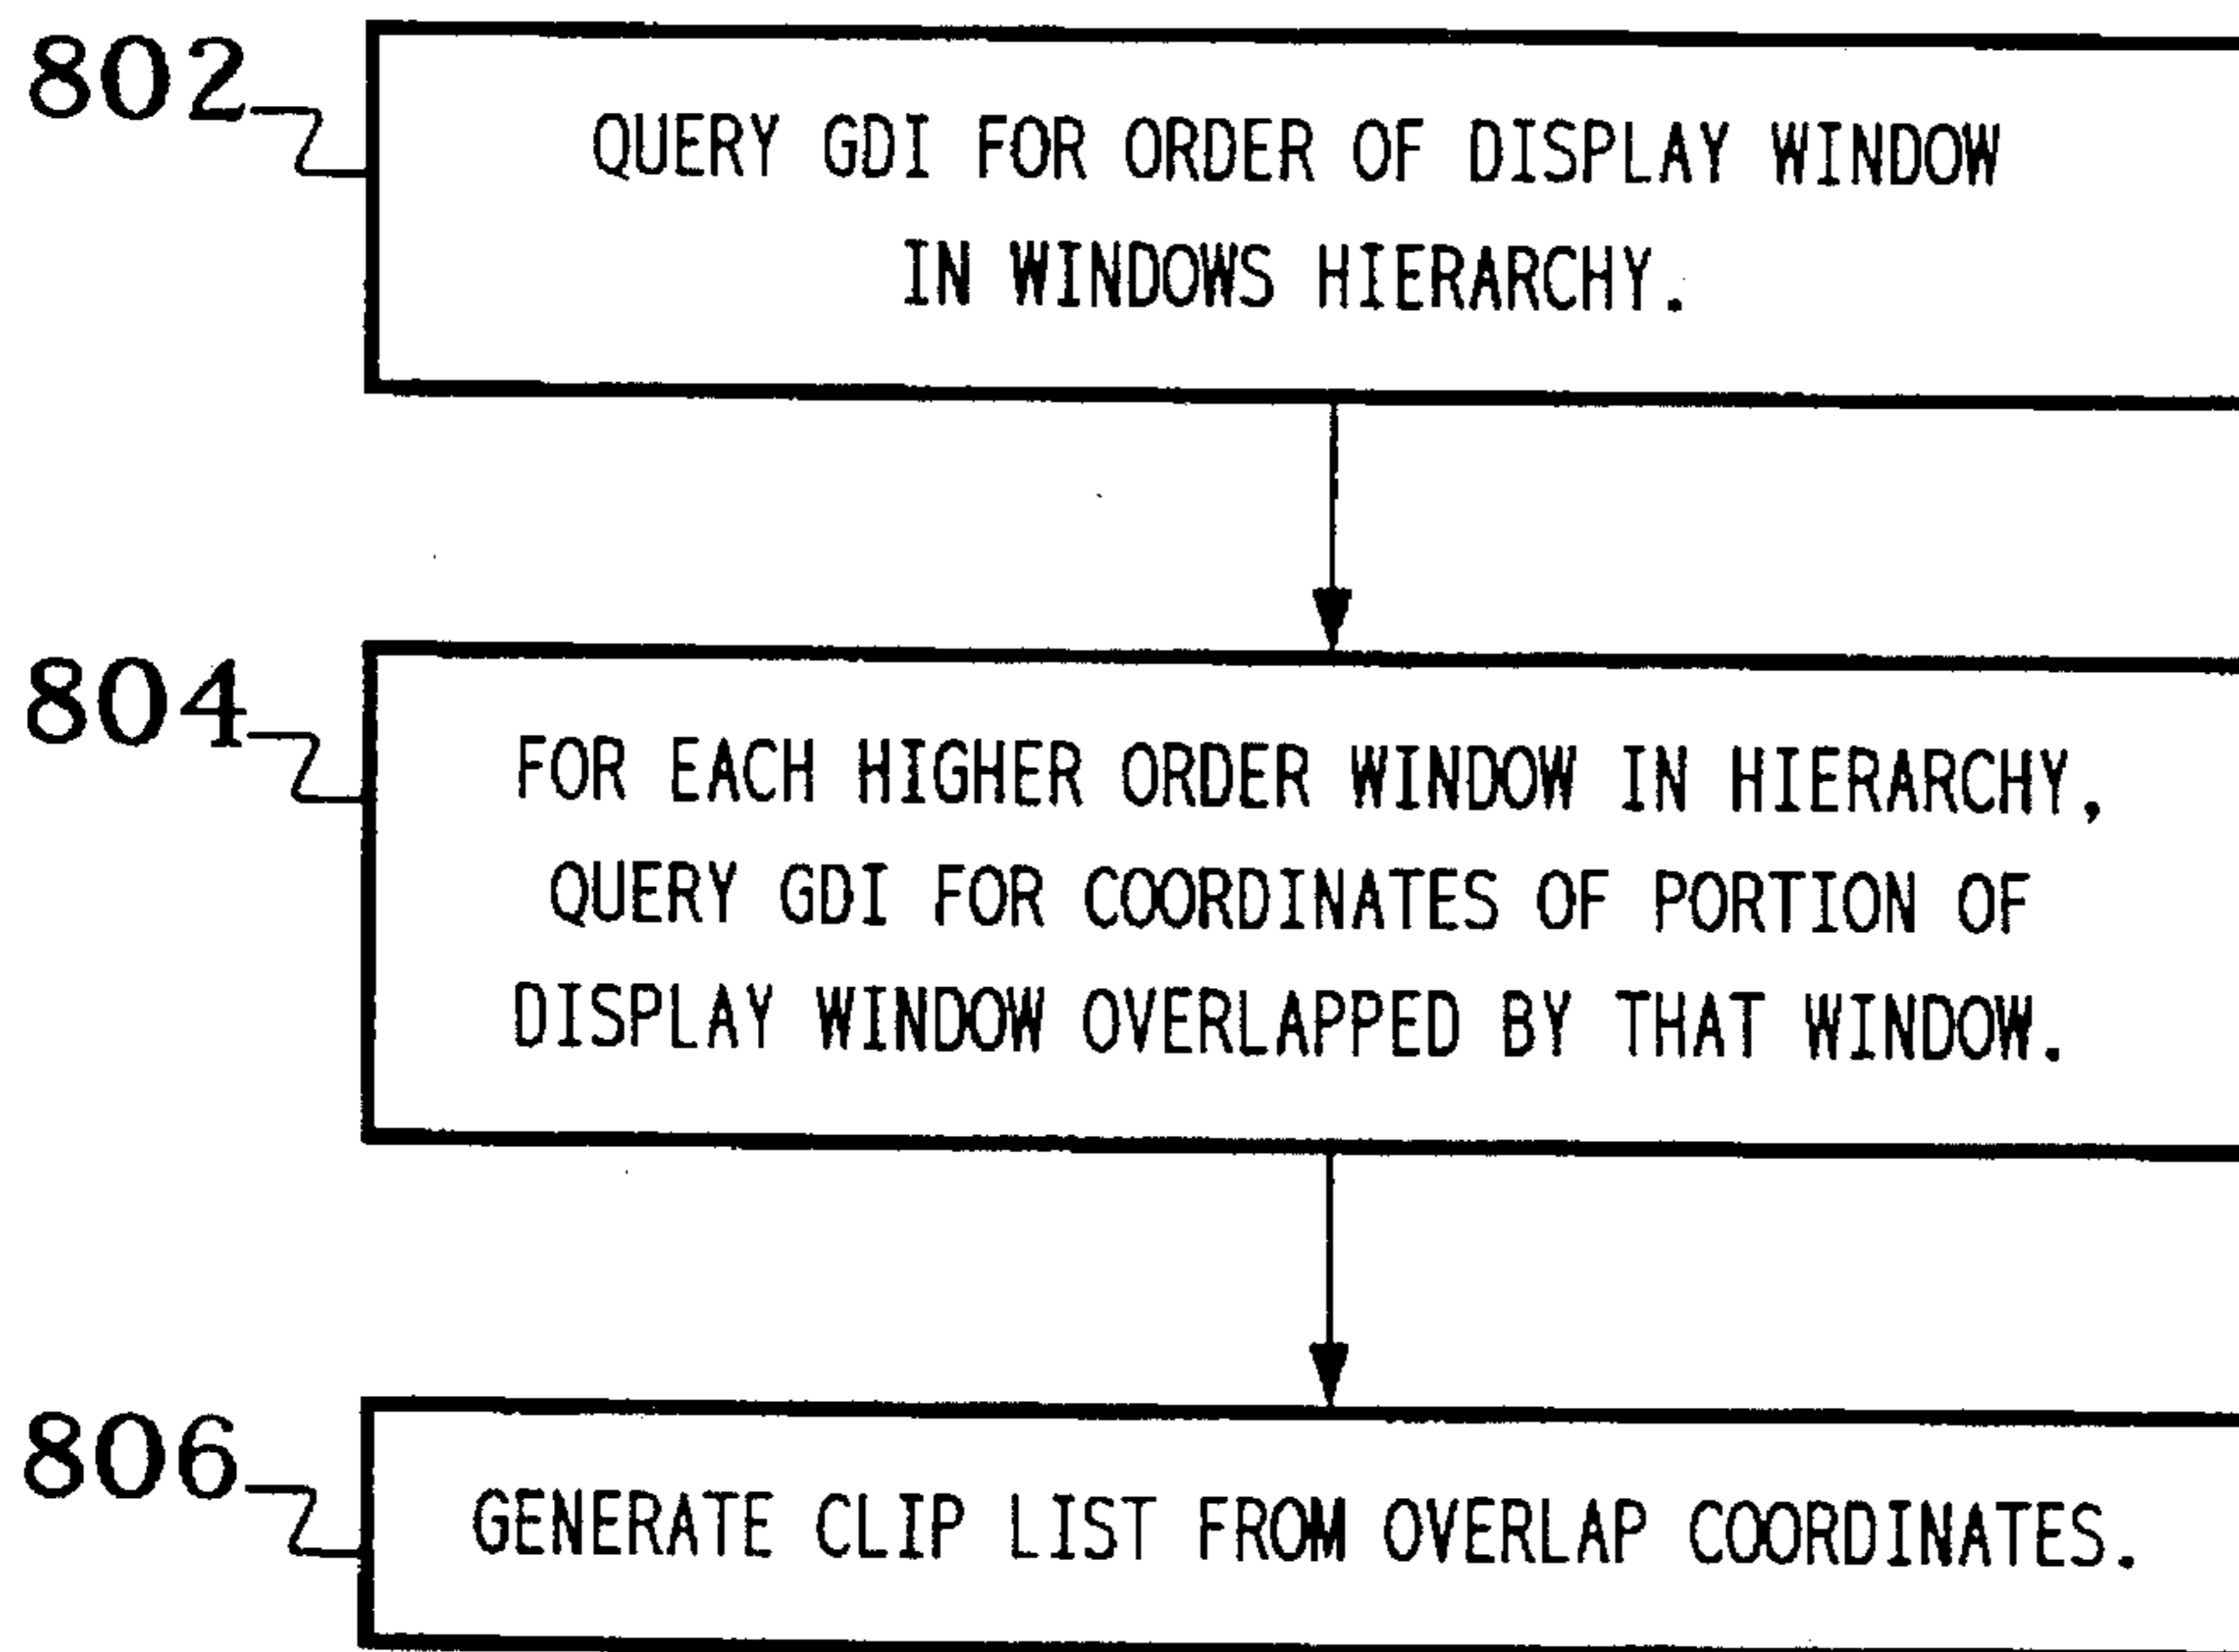 802
QUERY GDI FOR ORDER OF DISPLAY WINDOW
IN WINDOWS HIERARCHY.
804
FOR EACH HIGHER ORDER WINDOW IN HIERARCHY,
QUERY GDI FOR COORDINATES OF PORTION OF
DISPLAY WINDOW OVERLAPPED BY THAT WINDOW.
806
GENERATE CLIP LIST FROM OVERLAP COORDINATES.